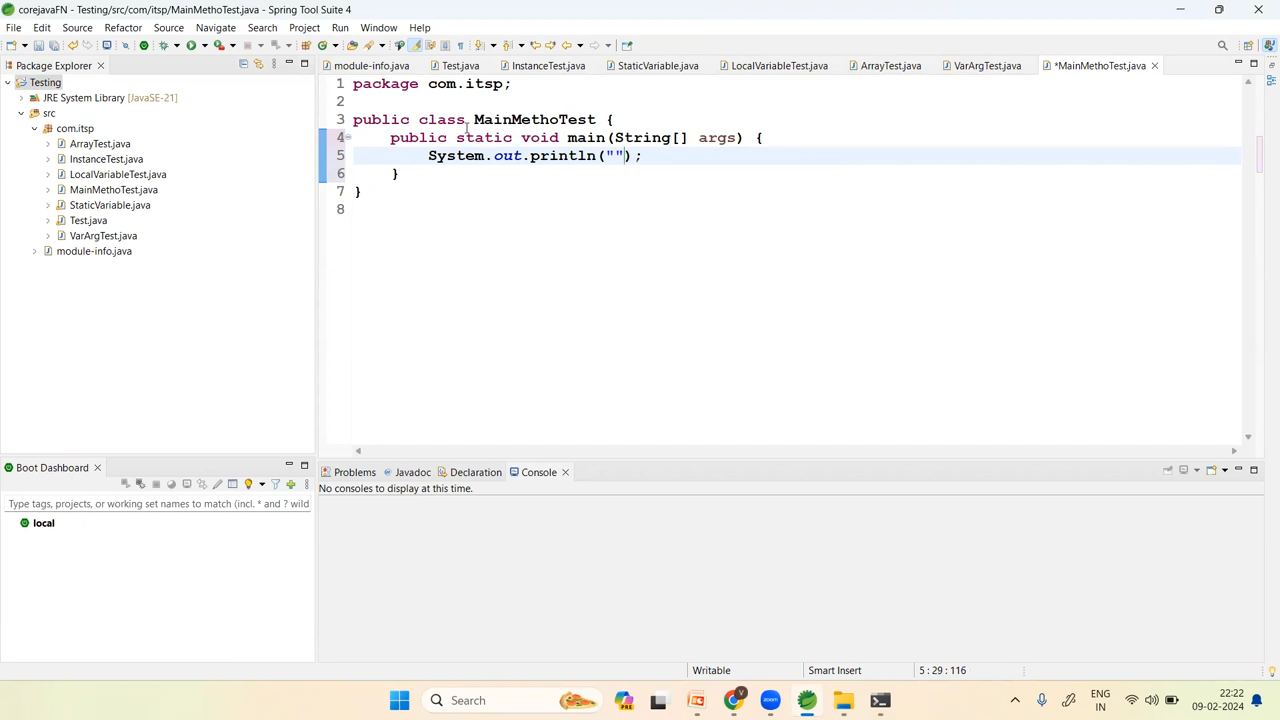 corejavaFN - Testing/src/com/itsp/MainMethoTest.java - Spring Tool Suite 4
File Edit Source Refactor Source Navigate Search Project Run Window Help
Package Explorer
module-info.java Test.java InstanceTest.java StaticVariable.java LocalVariableTest.java ArrayTest.java VarArgTest.java *MainMethoTest.java
Testing
JRE System Library [JavaSE-21]
src
com.itsp
ArrayTest.java
InstanceTest.java
LocalVariableTest.java
MainMethoTest.java
StaticVariable.java
Test.java
VarArgTest.java
module-info.java
1 package com.itsp;
2
3 public class MainMethoTest {
4 public static void main(String[] args) {
5 System.out.println("");
6 }
7 }
8
Boot Dashboard
Type tags, projects, or working set names to match (incl. * and ? wild
local
Problems Javadoc Declaration Console
No consoles to display at this time.
Writable Smart Insert 5 : 29 : 116
Search
PRE
V
zoom
ENG
IN
22:22
09-02-2024